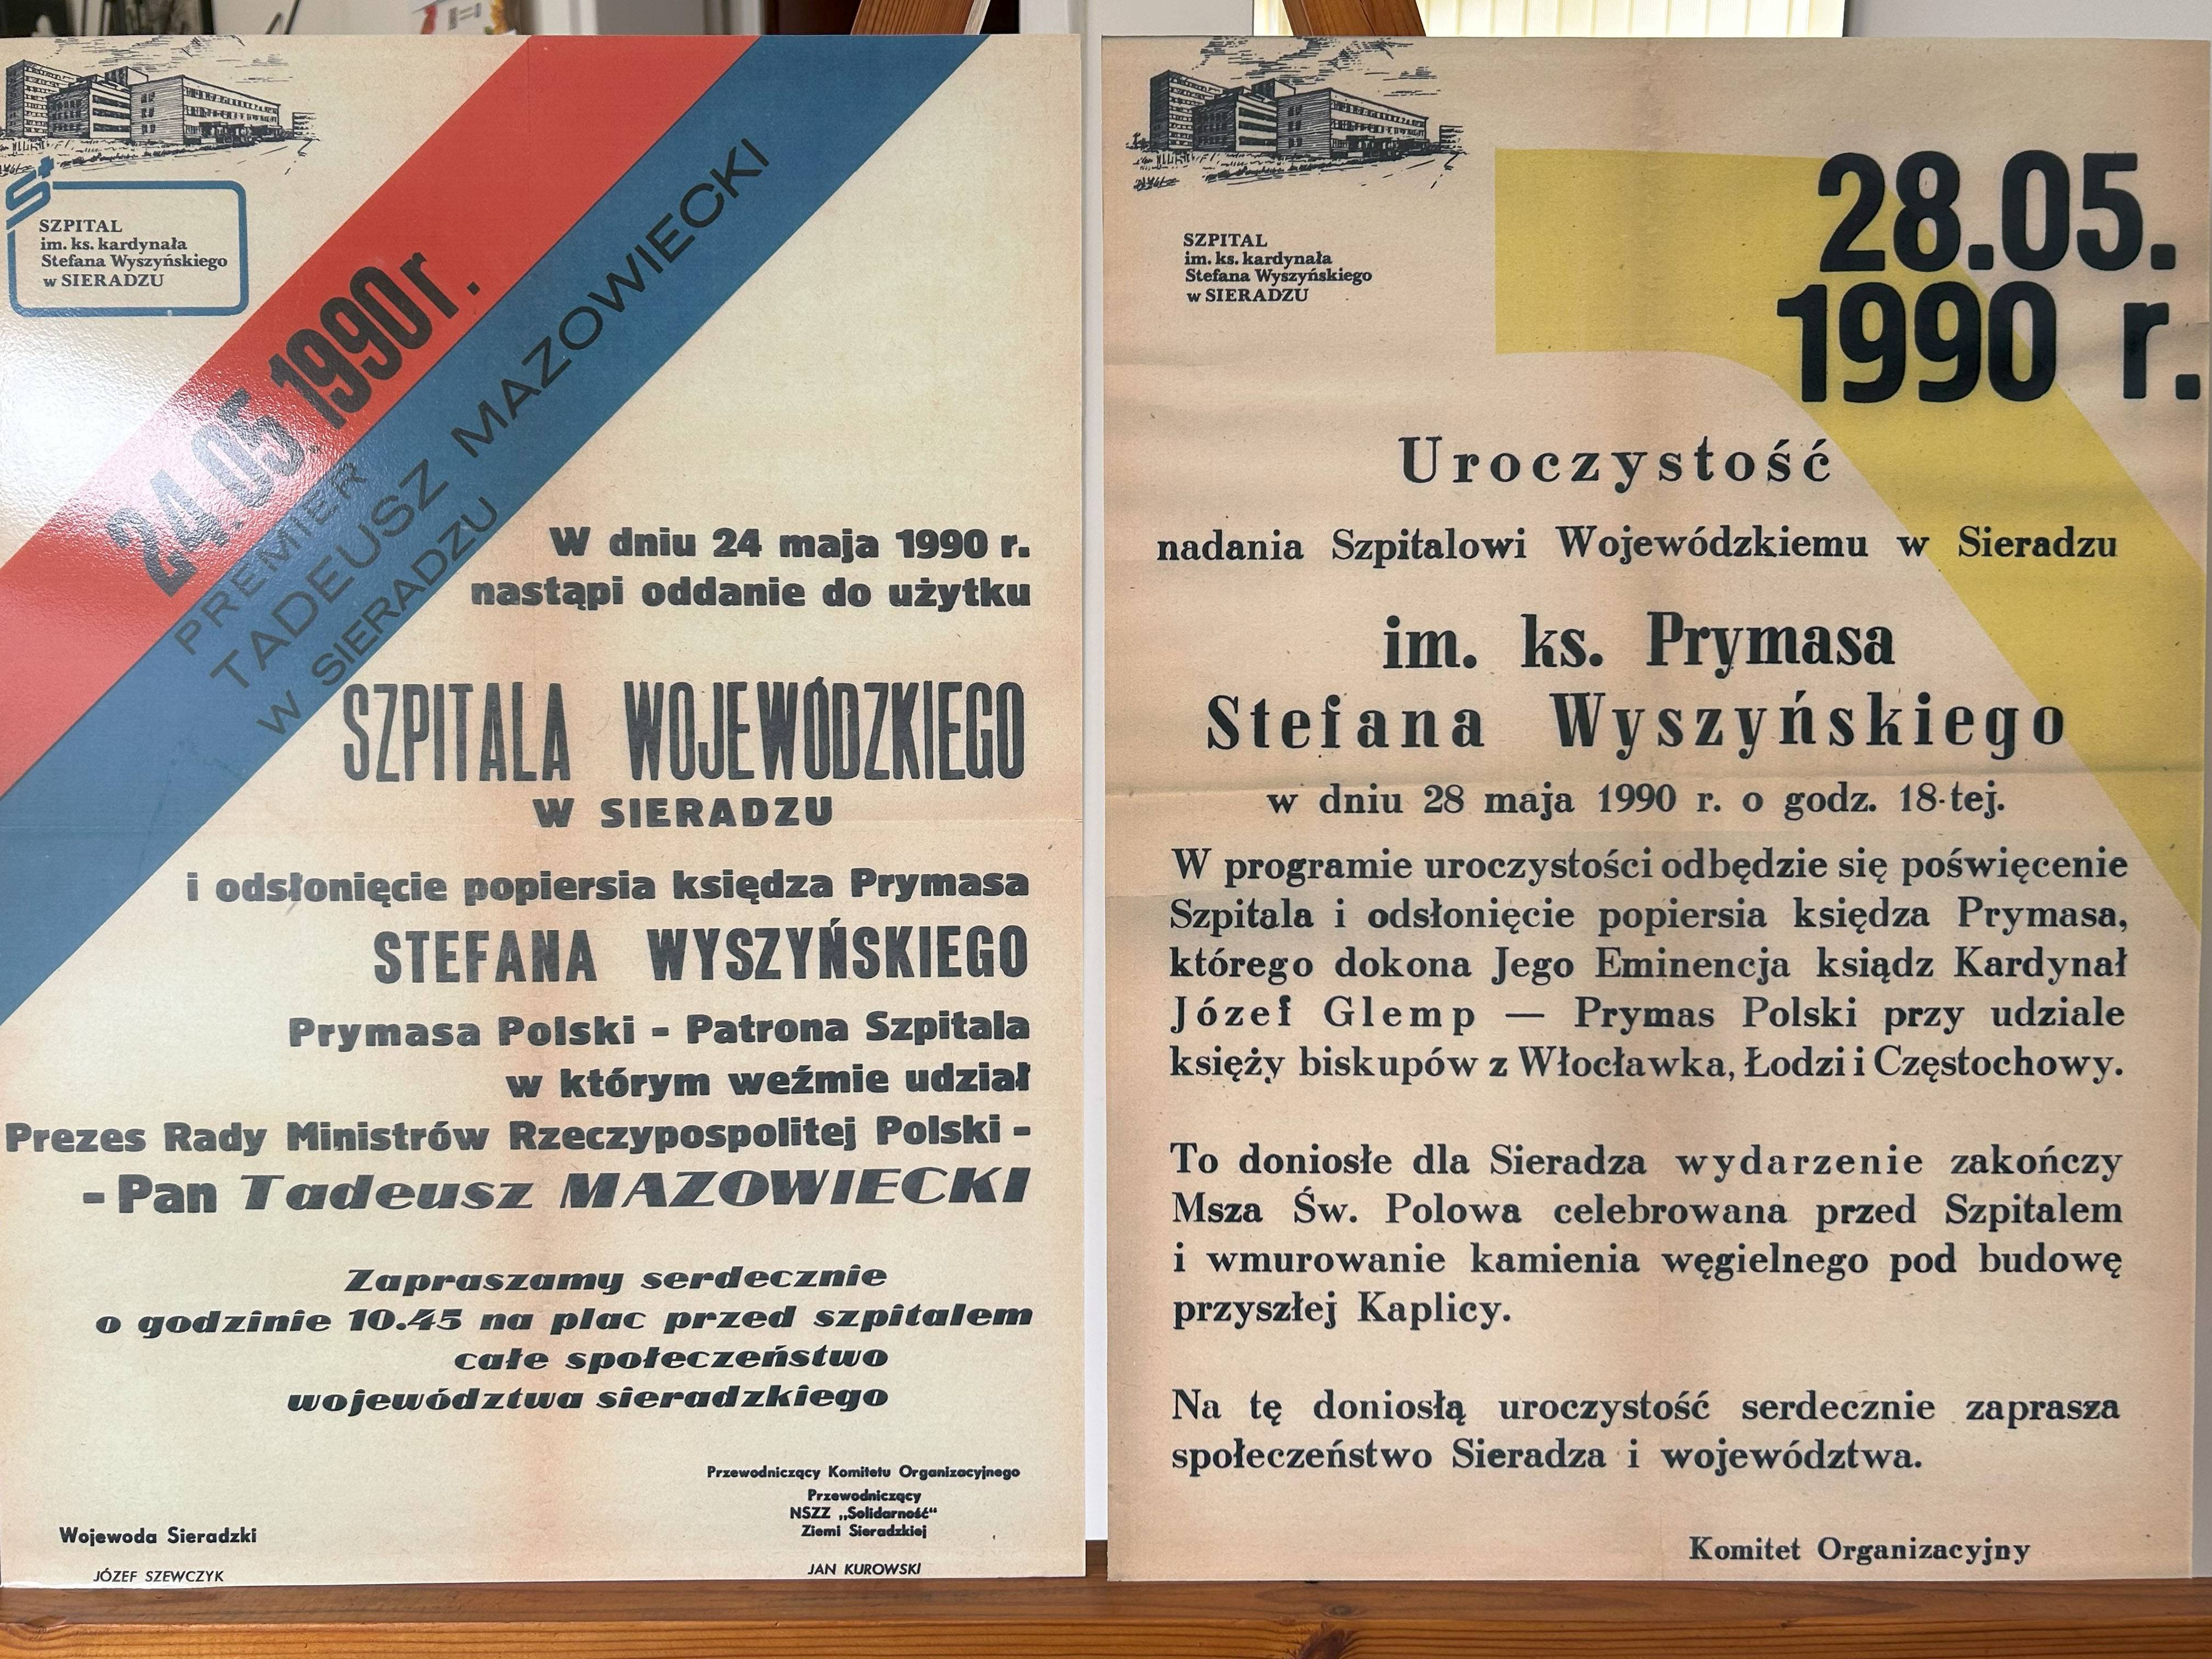 SZPITAL
im. ks. kardynała
Stefana Wyszyńskiego
w SIERADZU
24.05.1990 r.
PREMIER
TADEUSZ MAZOWIECKI
W SIERADZU
W dniu 24 maja 1990 r.
nastąpi oddanie do użytku
SZPITALA WOJEWÓDZKIEGO
W SIERADZU
i odsłonięcie popiersia księdza Prymasa
STEFANA WYSZYŃSKIEGO
Prymasa Polski - Patrona Szpitala
w którym weźmie udział
Prezes Rady Ministrów Rzeczypospolitej Polski -
- Pan Tadeusz MAZOWIECKI
Zapraszamy serdecznie
o godzinie 10.45 na plac przed szpitalem
całe społeczeństwo
województwa sieradzkiego
Przewodniczący Komitetu Organizacyjnego
Przewodniczący
NSZZ „Solidarność“
Ziemi Sieradzkiej
JAN KUROWSKI
Wojewoda Sieradzki
JÓZEF SZEWCZYK
SZPITAL
im. ks. kardynała
Stefana Wyszyńskiego
w SIERADZU
28.05.
1990 r.
Uroczystość
nadania Szpitalowi Wojewódzkiemu w Sieradzu
im. ks. Prymasa
Stefana Wyszyńskiego
w dniu 28 maja 1990 r. o godz. 18-tej.
W programie uroczystości odbędzie się poświęcenie
Szpitala i odsłonięcie popiersia księdza Prymasa,
którego dokona Jego Eminencja ksiądz Kardynał
Józef Glemp — Prymas Polski przy udziale
księży biskupów z Włocławka, Łodzi i Częstochowy.
To doniosłe dla Sieradza wydarzenie zakończy
Msza Św. Polowa celebrowana przed Szpitalem
i wmurowanie kamienia węgielnego pod budowę
przyszłej Kaplicy.
Na tę doniosłą uroczystość serdecznie zaprasza
społeczeństwo Sieradza i województwa.
Komitet Organizacyjny